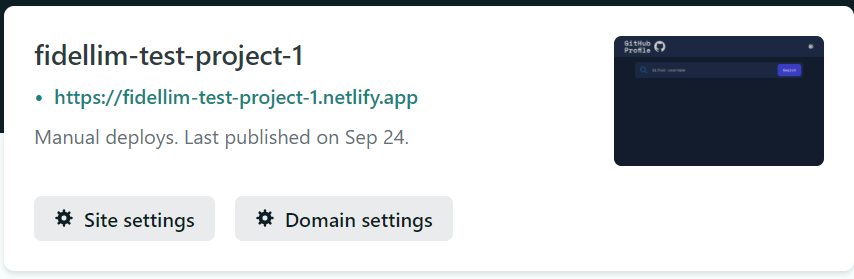 fidellim-test-project-1
https://fidellim-test-project-1.netlify.app
Manual deploys. Last published on Sep 24.
Site settings
Domain settings
GitHub
Profile
Search